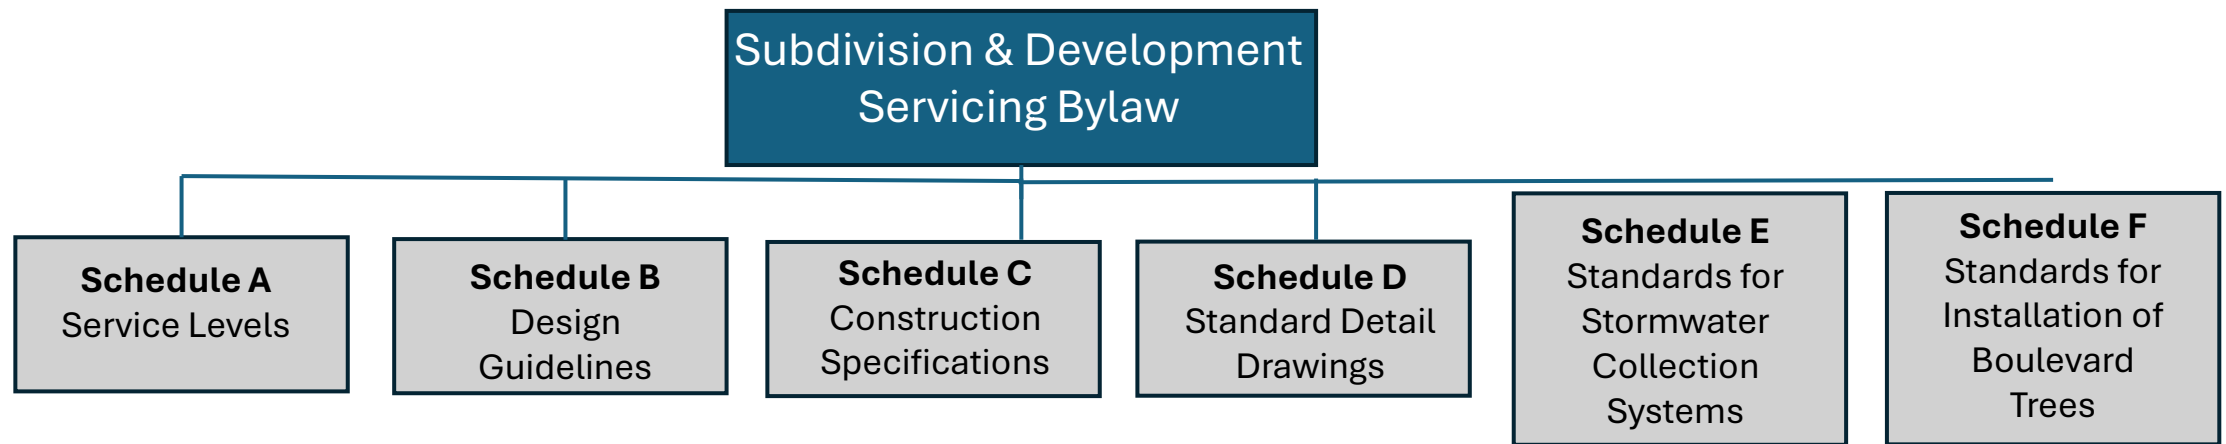 Subdivision & Development
Servicing Bylaw
Schedule A
Service Levels
Schedule B
Design
Guidelines
Schedule C
Construction
Specifications
Schedule D
Standard Detail
Drawings
Schedule E
Standards for
Stormwater
Collection
Systems
Schedule F
Standards for
Installation of
Boulevard
Trees